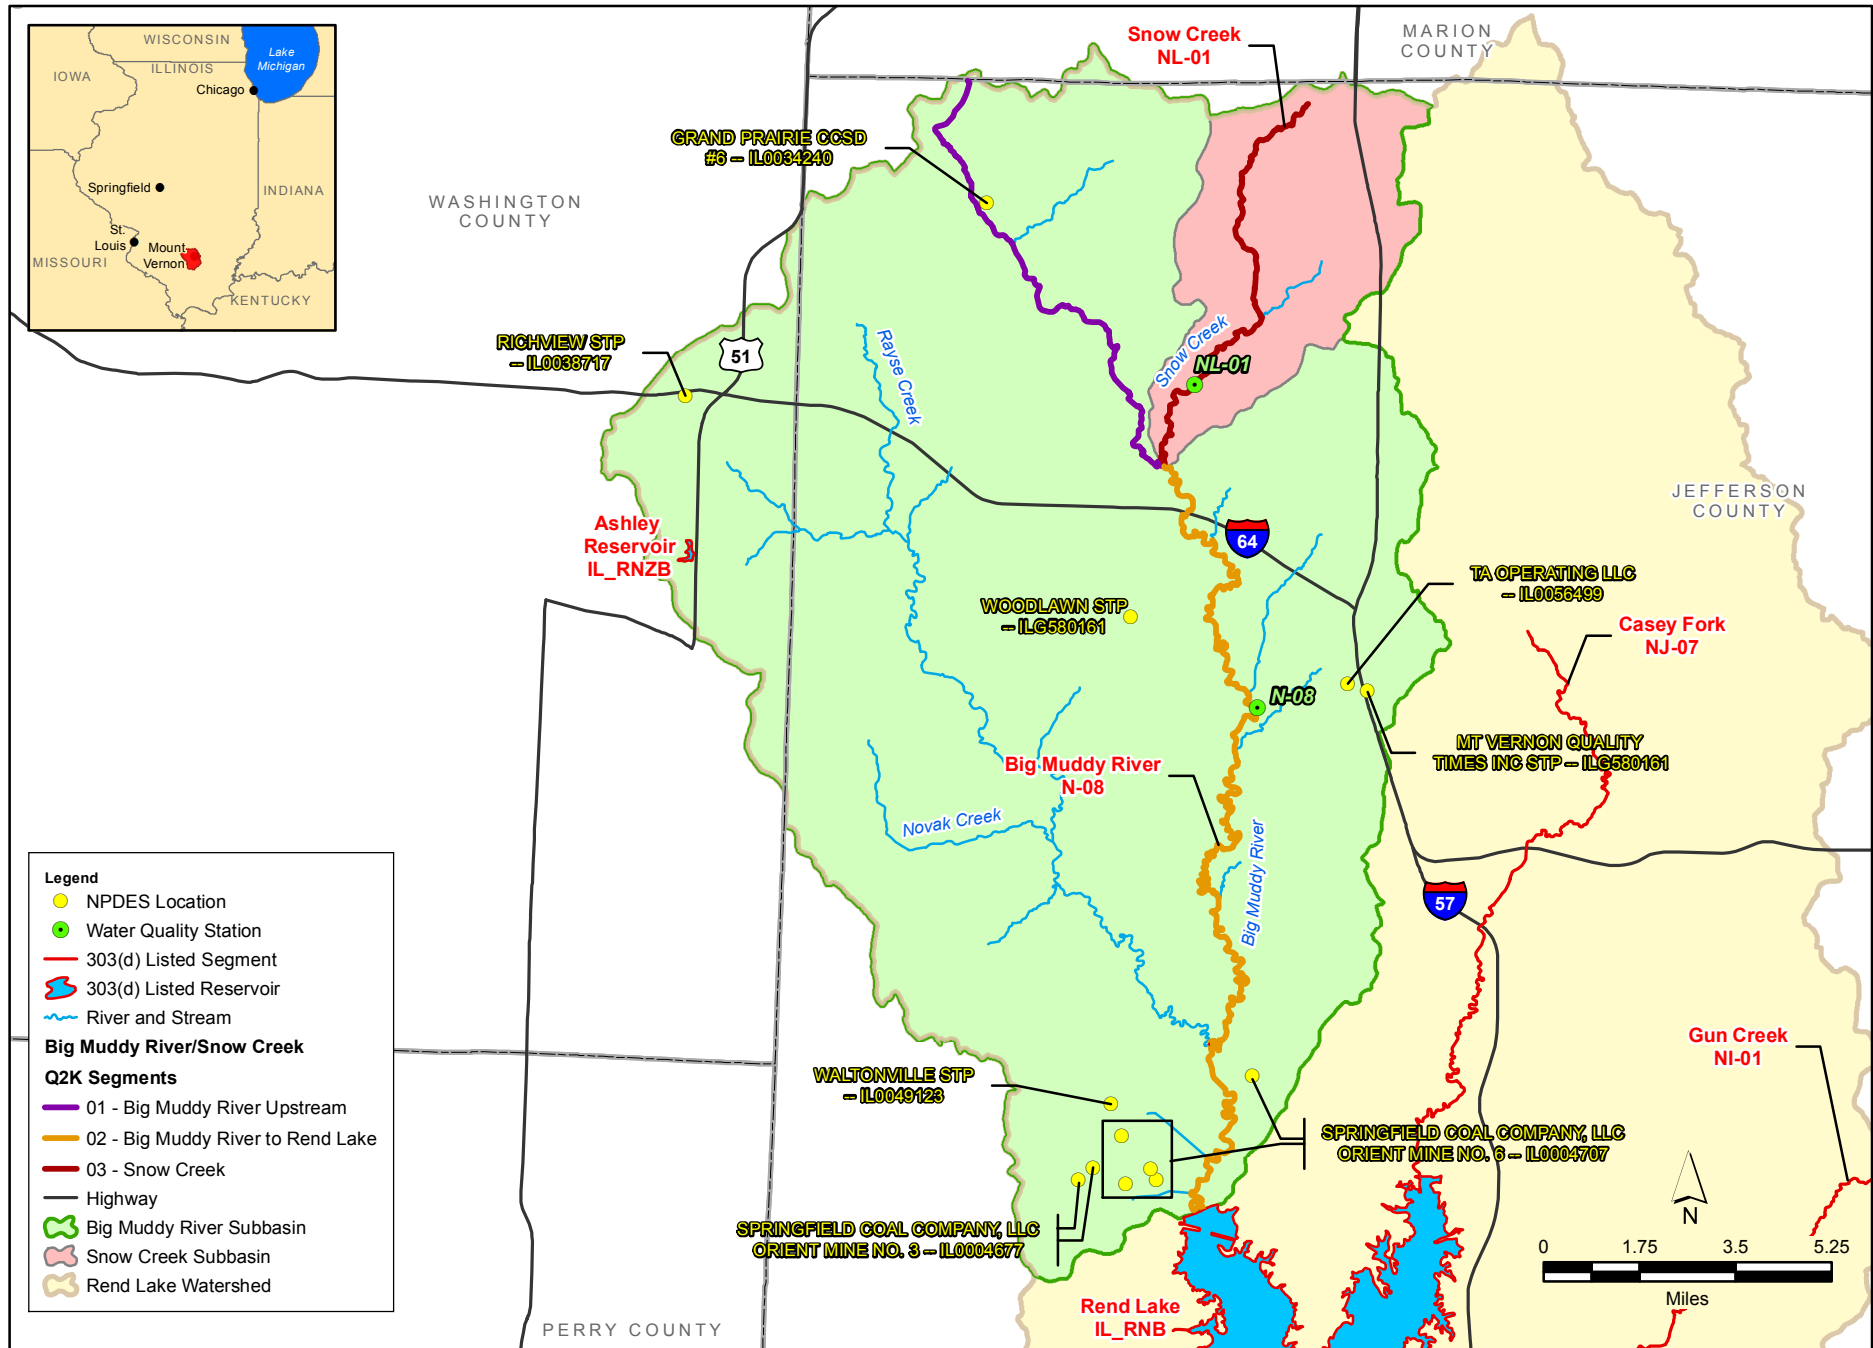 WISCONSIN
Lake
Michigan
IOWA
ILLINOIS
Chicago
Springfield
INDIANA
St.
Louis
Mount
Vernon
MISSOURI
KENTUCKY
Snow Creek
NL-01
MARION
COUNTY
GRAND PRAIRIE CCSD
#6 -- IL0034240
WASHINGTON
COUNTY
RICHVIEW STP
-- IL0038717
51
Rayse Creek
Snow Creek
NL-01
JEFFERSON
COUNTY
Ashley
Reservoir
IL_RNZB
64
WOODLAWN STP
-- ILG580161
TA OPERATING LLC
-- IL0056499
Casey Fork
NJ-07
N-08
Big Muddy River
N-08
MT VERNON QUALITY
TIMES INC STP -- ILG580161
Novak Creek
Big Muddy River
57
Legend
NPDES Location
Water Quality Station
303(d) Listed Segment
303(d) Listed Reservoir
River and Stream
Big Muddy River/Snow Creek
Q2K Segments
01 - Big Muddy River Upstream
02 - Big Muddy River to Rend Lake
03 - Snow Creek
Highway
Big Muddy River Subbasin
Snow Creek Subbasin
Rend Lake Watershed
Gun Creek
NI-01
WALTONVILLE STP
-- IL0049123
SPRINGFIELD COAL COMPANY, LLC
ORIENT MINE NO. 6 -- IL0004707
SPRINGFIELD COAL COMPANY, LLC
ORIENT MINE NO. 3 -- IL0004677
N
0 1.75 3.5 5.25
Miles
Rend Lake
IL_RNB
PERRY COUNTY